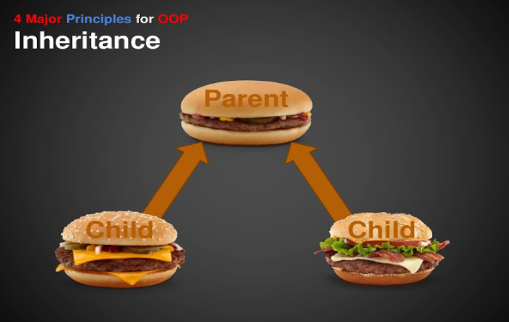 4 Major Principles for OOP
Inheritance
Parent
Child
Child